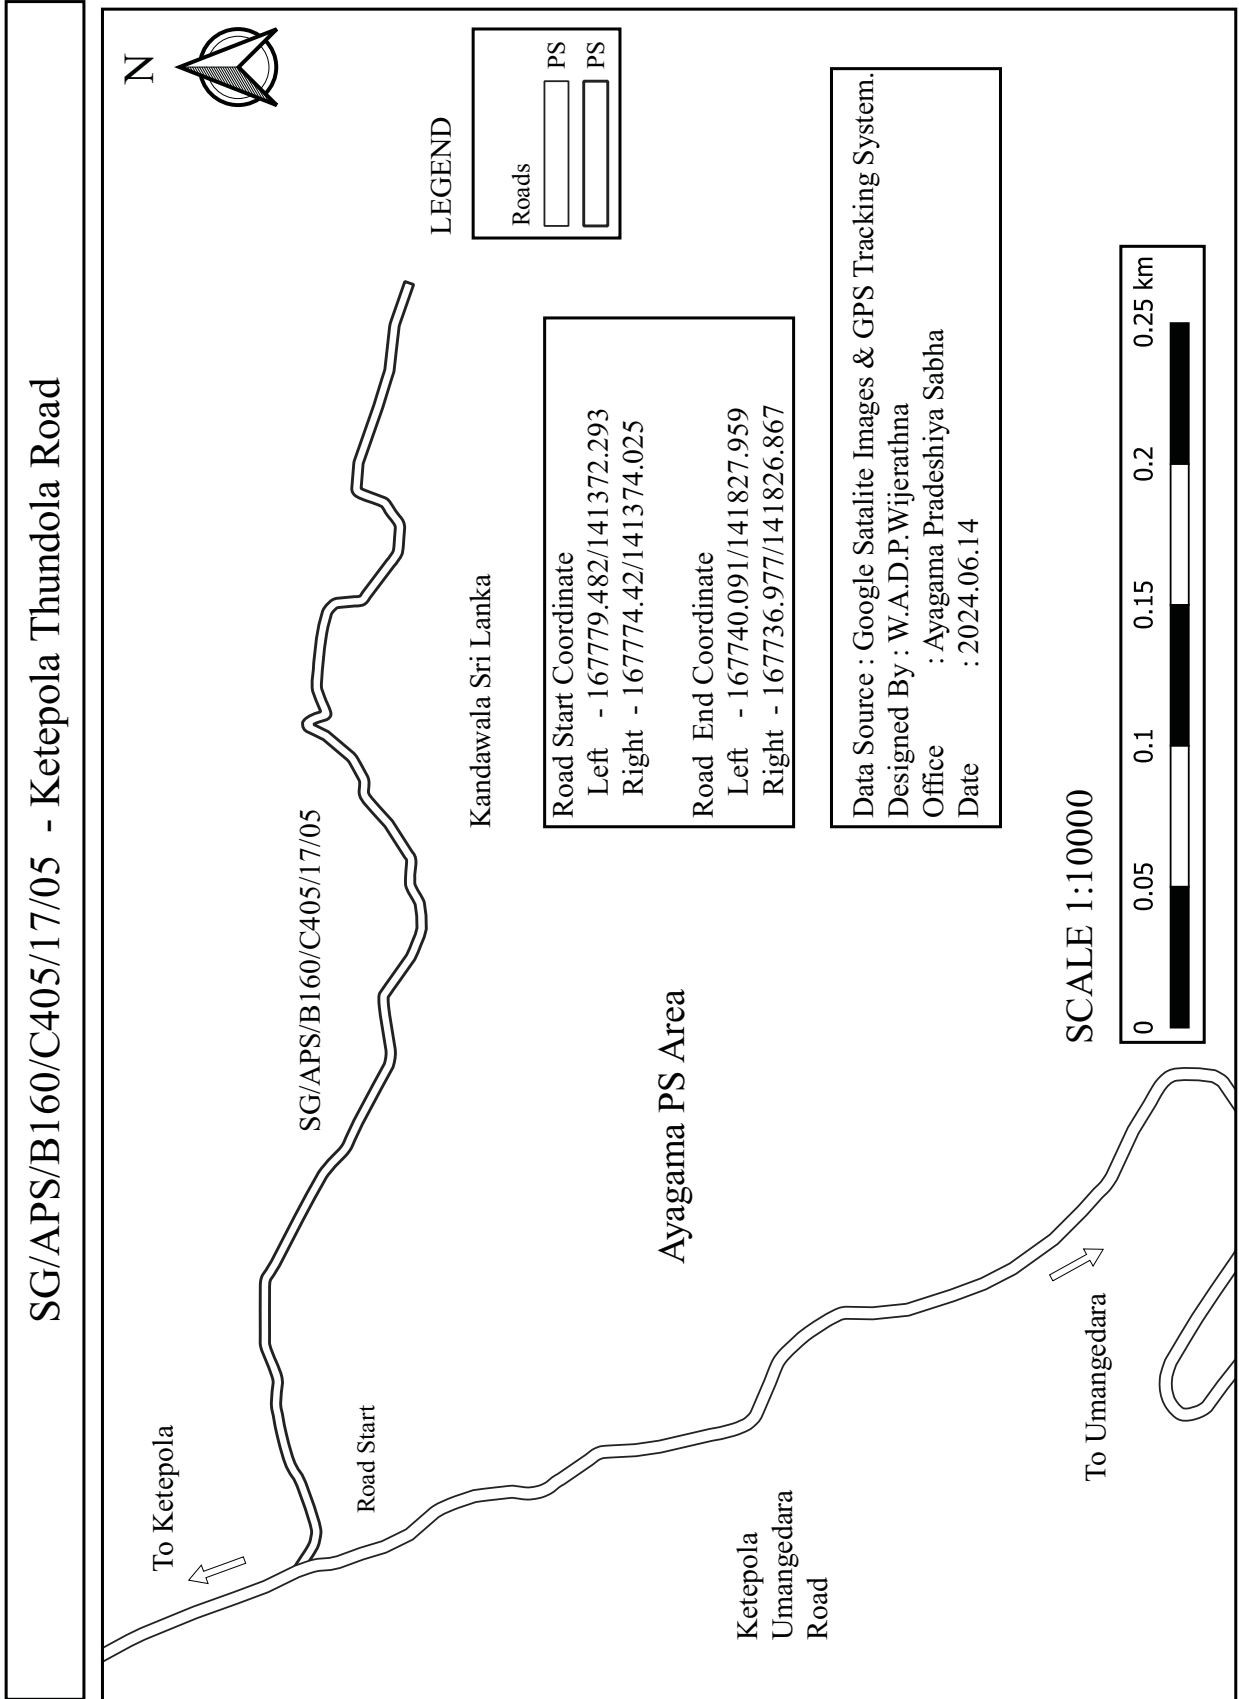 SG/APS/B160/C405/17/05 - Ketepola Thundola Road
N
To Ketepola
SG/APS/B160/C405/17/05
Road Start
LEGEND
Roads
PS
PS
Kandawala Sri Lanka
Road Start Coordinate
Left - 167779.482/141372.293
Right - 167774.42/141374.025
Road End Coordinate
Left - 167740.091/141827.959
Right - 167736.977/141826.867
Ayagama PS Area
Ketepola
Umangedara
Road
Data Source : Google Satalite Images & GPS Tracking System.
Designed By : W.A.D.P.Wijerathna
Office : Ayagama Pradeshiya Sabha
Date : 2024.06.14
To Umangedara
SCALE 1:10000
0 0.05 0.1 0.15 0.2 0.25 km